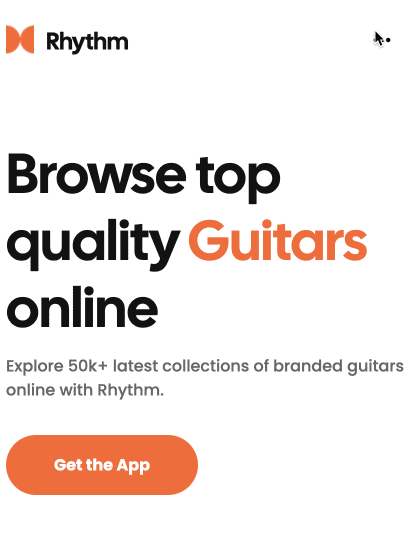 Rhythm
Browse top
quality Guitars
online
Explore 50k+ latest collections of branded guitars
online with Rhythm.
Get the App